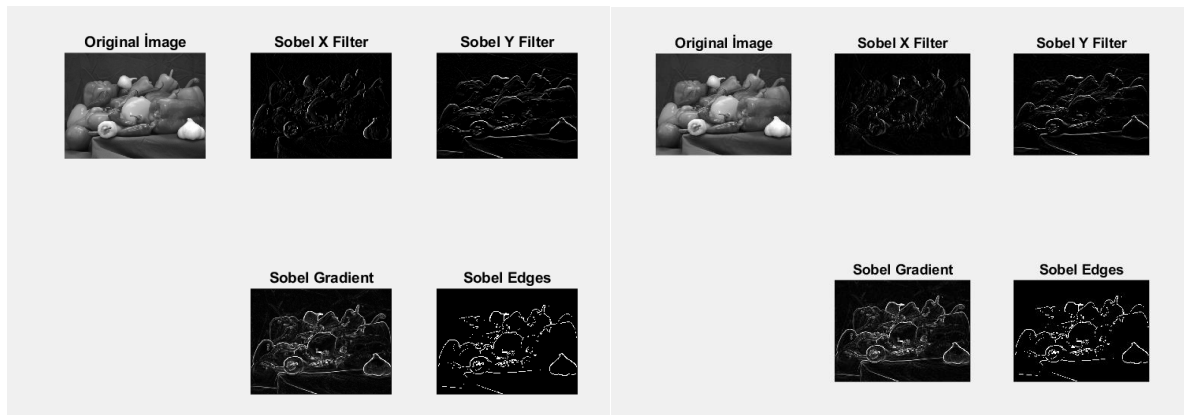 Original İmage
Sobel X Filter
Sobel Y Filter
Original İmage
Sobel X Filter
Sobel Y Filter
Sobel Gradient
Sobel Edges
Sobel Gradient
Sobel Edges